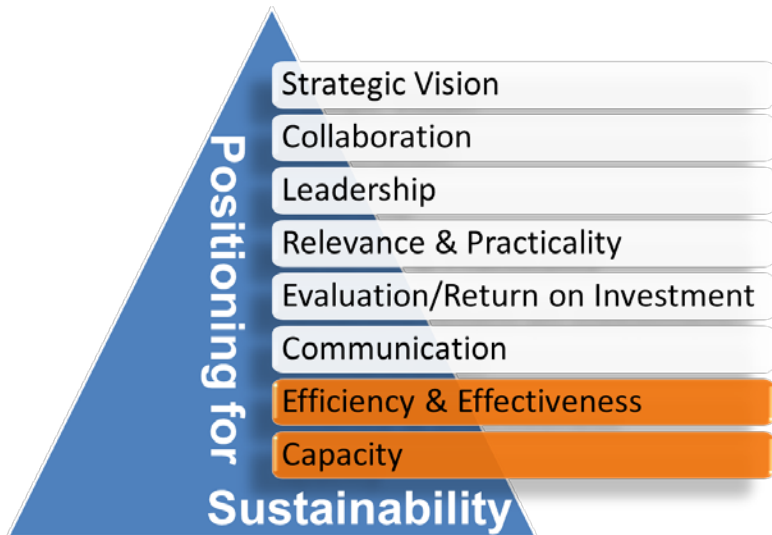 Strategic Vision
Collaboration
Leadership
Relevance & Practicality
Evaluation/Return on Investment
Communication
Efficiency & Effectiveness
Capacity
Positioning for
Sustainability